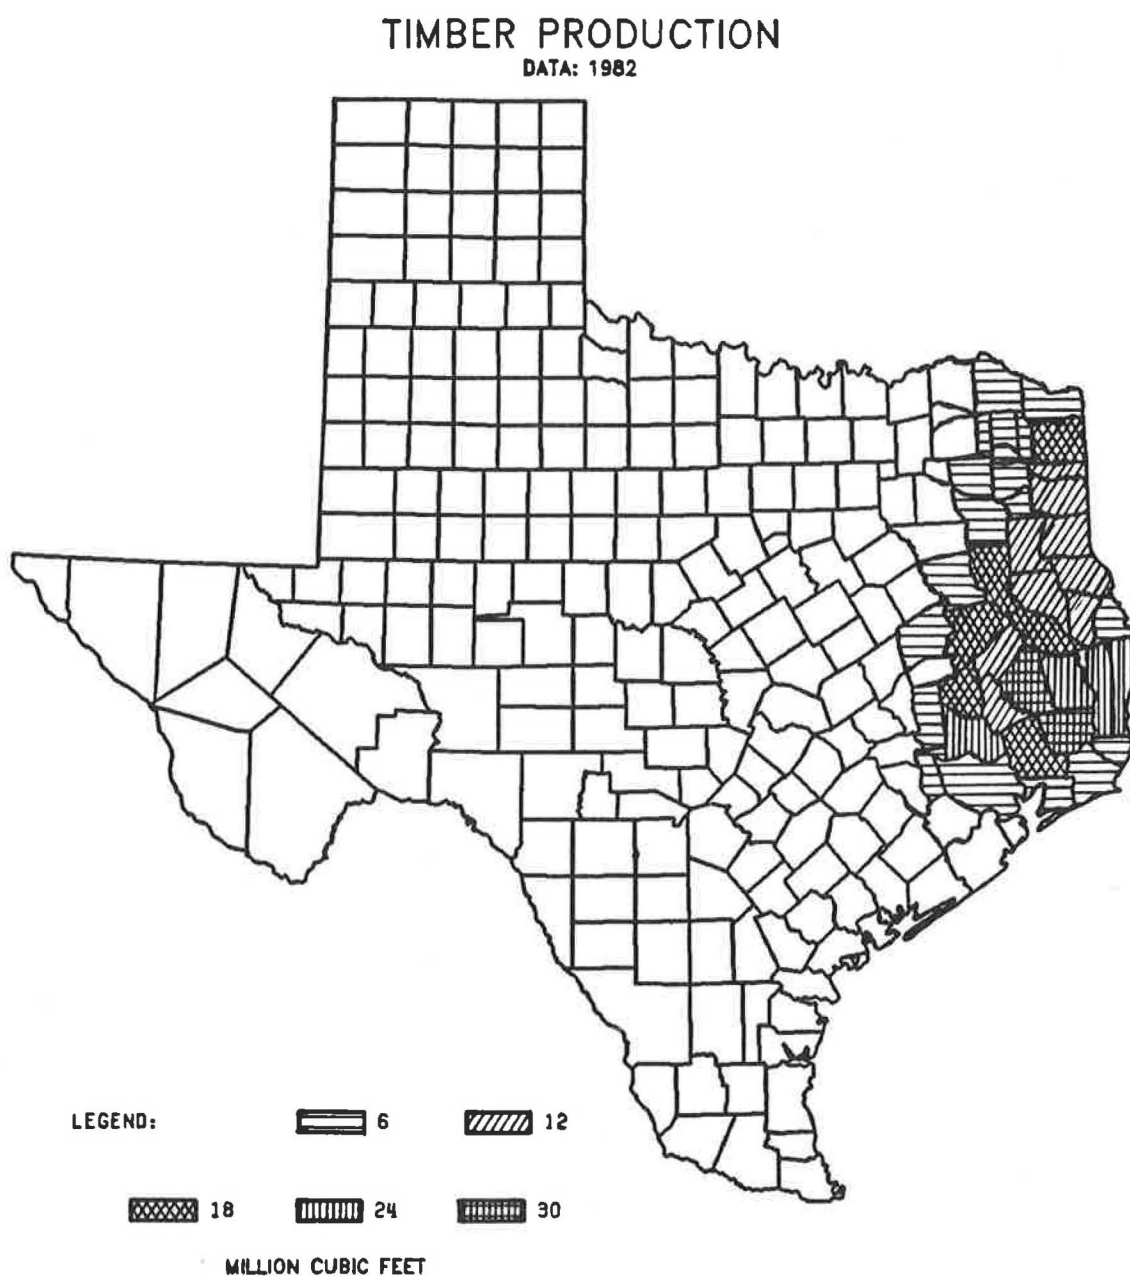 TIMBER PRODUCTION
DATA: 1982
LEGEND: 6 12
18 24 30
MILLION CUBIC FEET